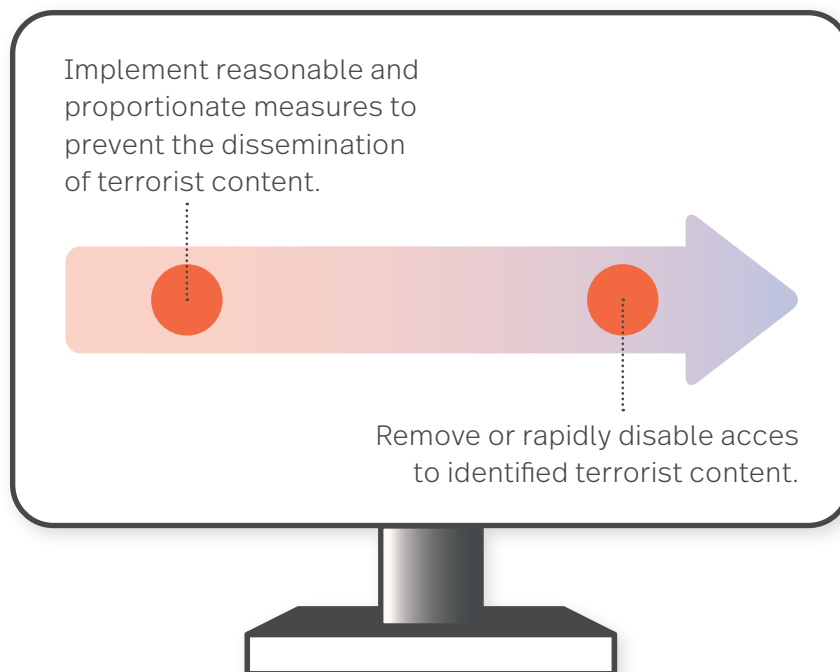 Implement reasonable and
proportionate measures to
prevent the dissemination
of terrorist content.
Remove or rapidly disable acces
to identified terrorist content.